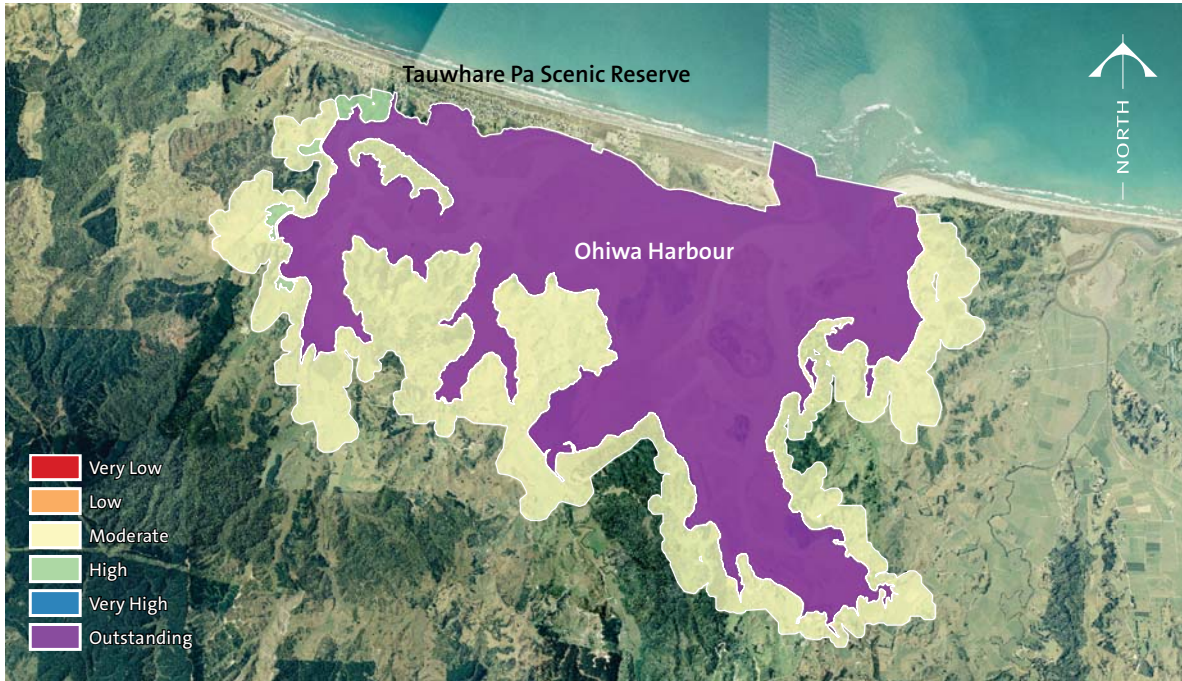 Tauwhare Pa Scenic Reserve
NORTH
Ohiwa Harbour
Very Low
Low
Moderate
High
Very High
Outstanding